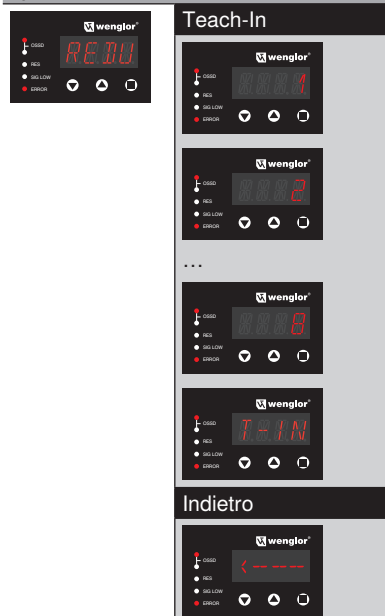 wenglor®
OSSD
REDU
RES
SIG LOW
ERROR
Teach-In
wenglor®
OSSD
1
RES
SIG LOW
ERROR
wenglor®
OSSD
2
RES
SIG LOW
ERROR
...
wenglor®
OSSD
RES
SIG LOW
ERROR
wenglor®
OSSD
T-IN
RES
SIG LOW
ERROR
Indietro
wenglor®
OSSD
<-----
RES
SIG LOW
ERROR